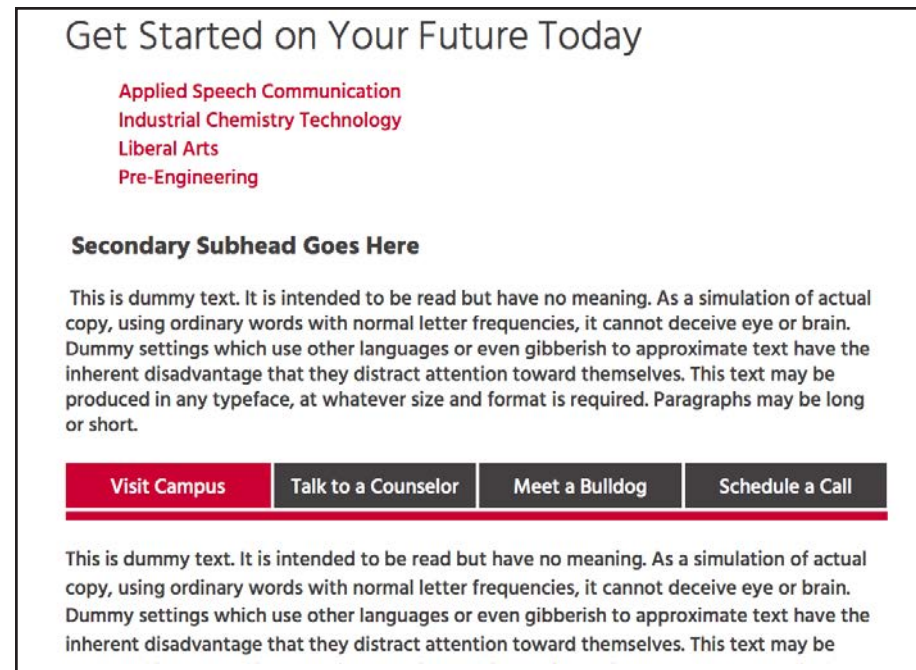 Get Started on Your Future Today
Applied Speech Communication
Industrial Chemistry Technology
Liberal Arts
Pre-Engineering
Secondary Subhead Goes Here
This is dummy text. It is intended to be read but have no meaning. As a simulation of actual
copy, using ordinary words with normal letter frequencies, it cannot deceive eye or brain.
Dummy settings which use other languages or even gibberish to approximate text have the
inherent disadvantage that they distract attention toward themselves. This text may be
produced in any typeface, at whatever size and format is required. Paragraphs may be long
or short.
Visit Campus Talk to a Counselor Meet a Bulldog Schedule a Call
This is dummy text. It is intended to be read but have no meaning. As a simulation of actual
copy, using ordinary words with normal letter frequencies, it cannot deceive eye or brain.
Dummy settings which use other languages or even gibberish to approximate text have the
inherent disadvantage that they distract attention toward themselves. This text may be